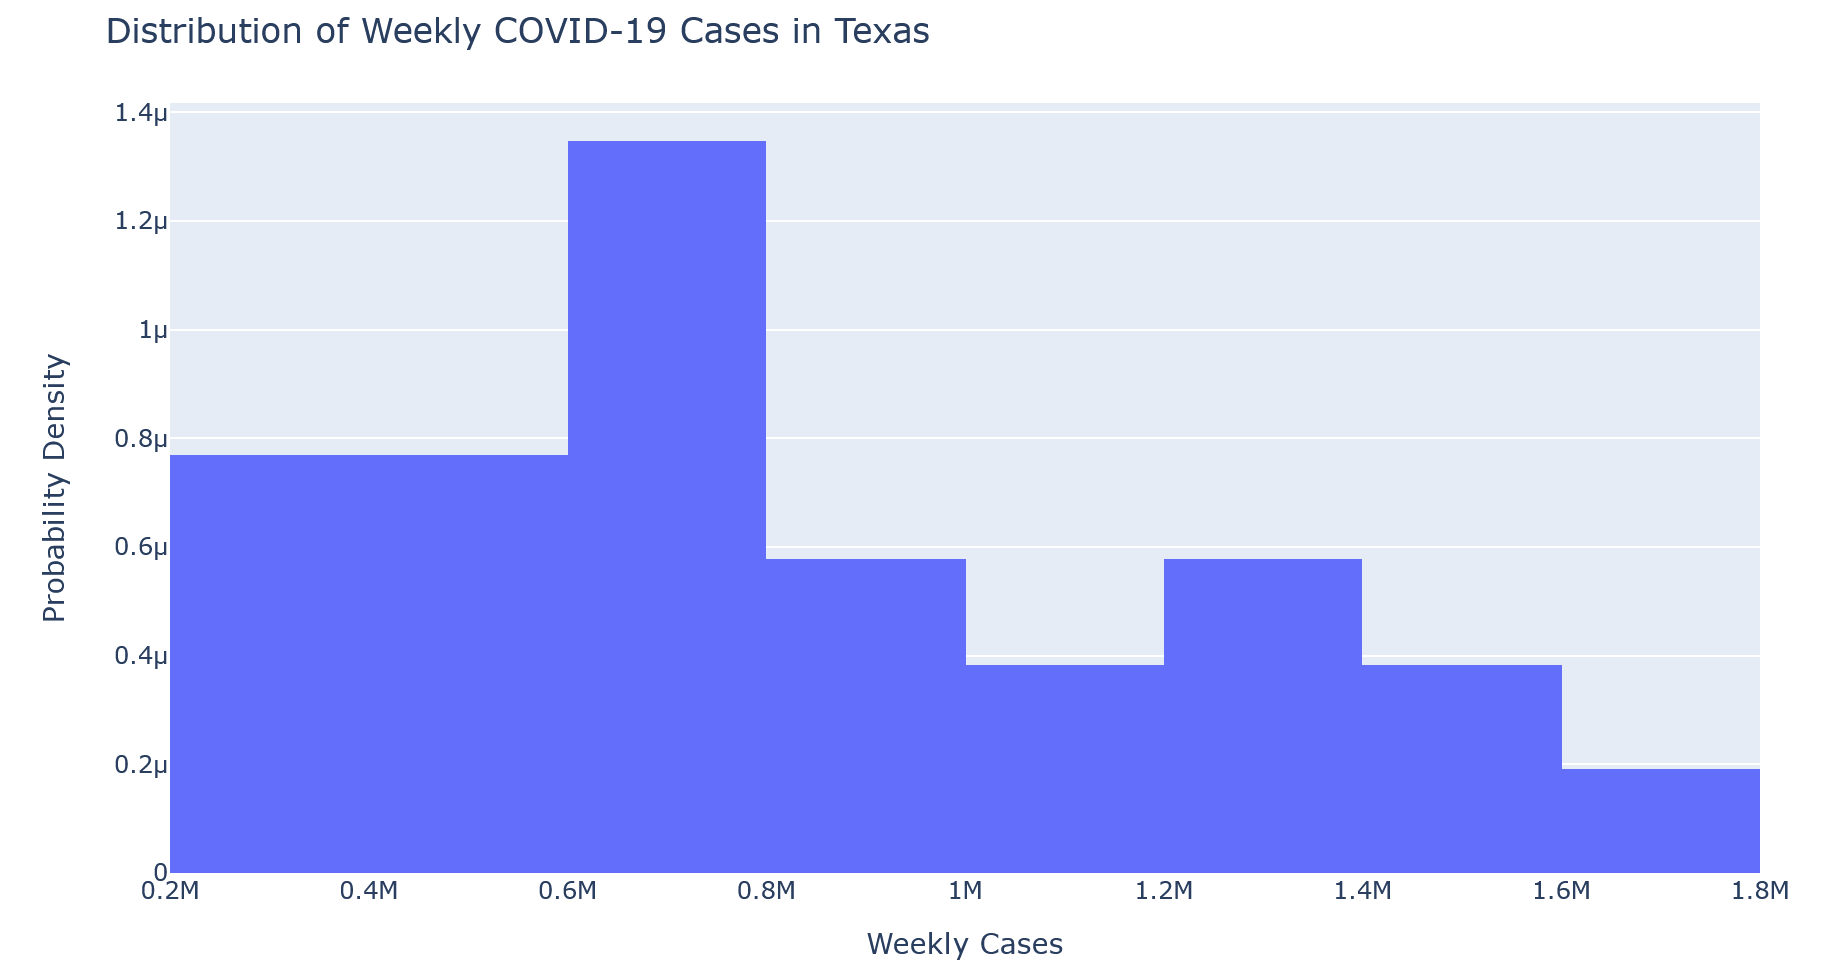 Distribution of Weekly COVID-19 Cases in Texas
1.4μ
1.2μ
1μ
0.8μ
0.6μ
0.4μ
0.2μ
0
Probability Density
0.2M 0.4M 0.6M 0.8M 1M 1.2M 1.4M 1.6M 1.8M
Weekly Cases